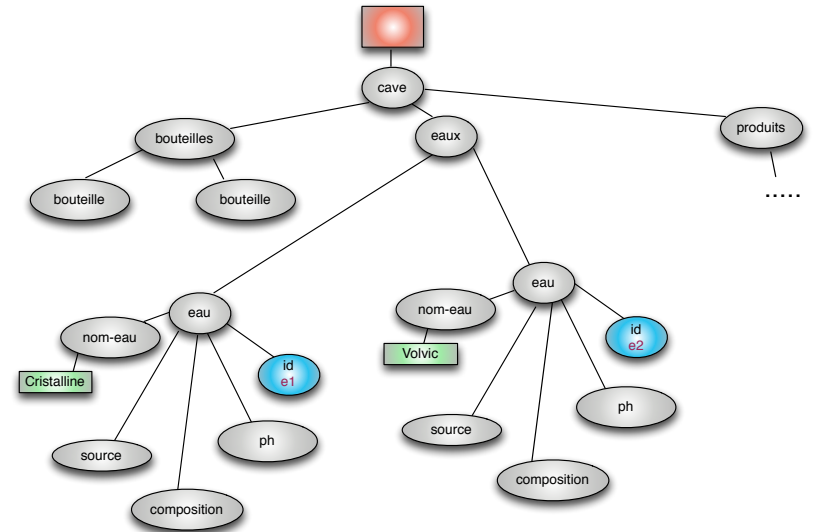 cave
bouteilles
eaux
produits
bouteille
bouteille
.....
eau
nom-eau
Cristalline
id
e1
source
ph
composition
eau
nom-eau
Volvic
id
e2
source
ph
composition